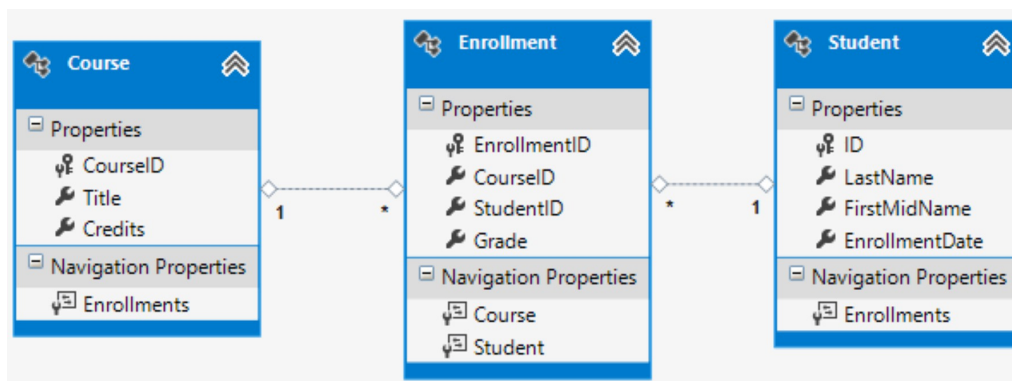 Course
Properties
CourseID
Title
Credits
Navigation Properties
Enrollments
1
*
Enrollment
Properties
EnrollmentID
CourseID
StudentID
Grade
Navigation Properties
Course
Student
*
1
Student
Properties
ID
LastName
FirstMidName
EnrollmentDate
Navigation Properties
Enrollments